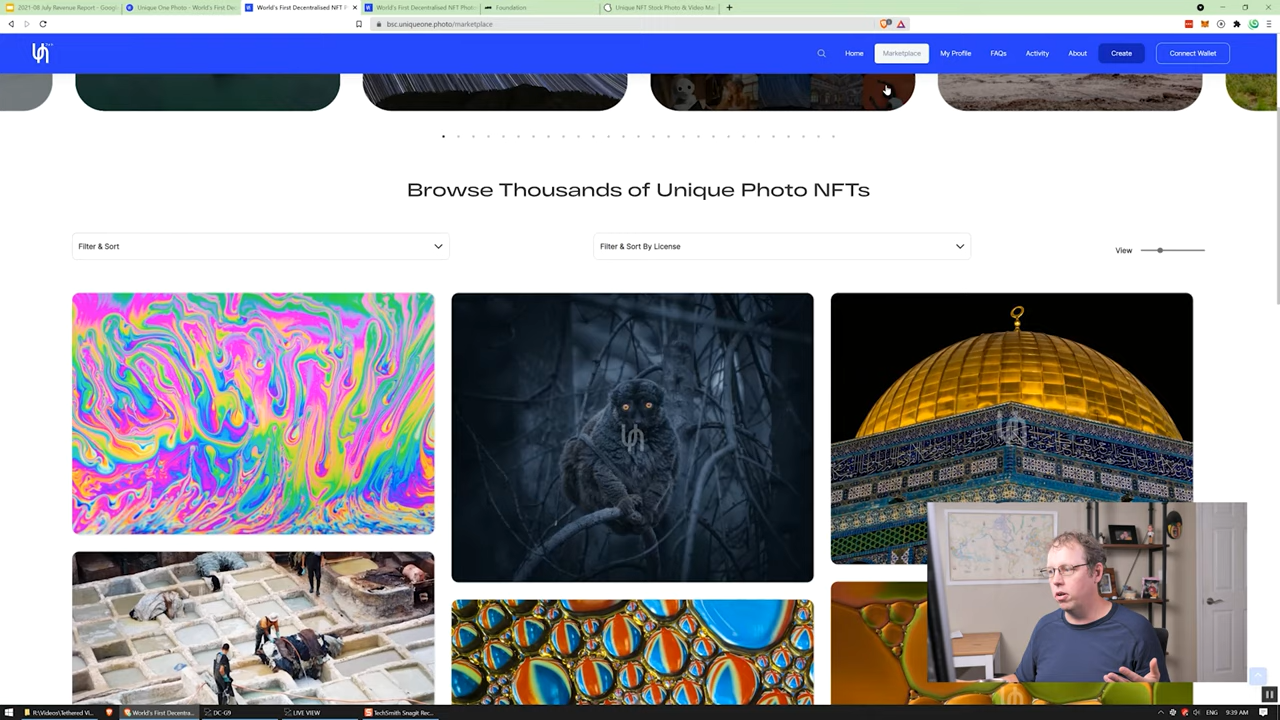 2021-08 July Revenue Report - Googl
Unique One Photo - World's First De
World's First Decentralised NFT P
World's First Decentralised NFT Phot
Foundation
Unique NFT Stock Photo & Video Ma
bsc.uniqueone.photo/marketplace
Home
Marketplace
My Profile
FAQs
Activity
About
Create
Connect Wallet
Browse Thousands of Unique Photo NFTs
Filter & Sort
Filter & Sort By License
View
R:\Videos\Tethered Vi...
World's First Decentra...
DC-G9
LIVE VIEW
TechSmith Snagit Rec...
ENG
9:39 AM